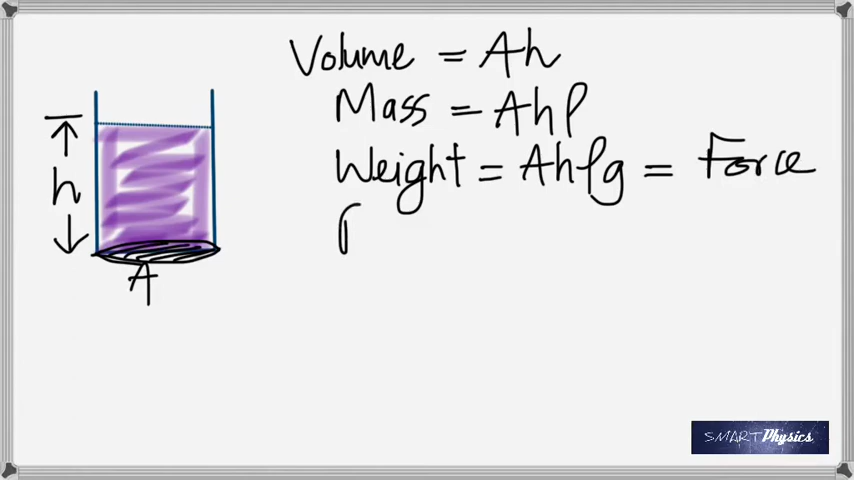 Volume = Ah
Mass = Ahρ
Weight = Ahρg = Force
h
A
SMARTPhysics